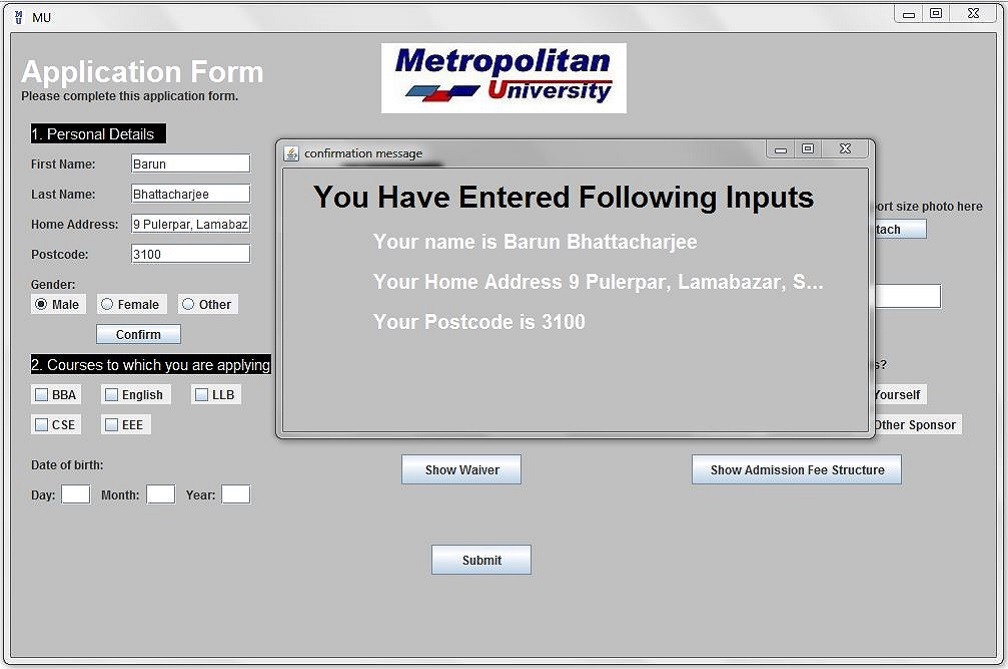 MU
Application Form
Please complete this application form.
Metropolitan
University
1. Personal Details
First Name: Barun
Last Name: Bhattacharjee
Home Address: 9 Pulerpar, Lamabaz
Postcode: 3100
Gender:
Male Female Other
Confirm
2. Courses to which you are applying
BBA English LLB
CSE EEE
Date of birth:
Day: Month: Year:
confirmation message
You Have Entered Following Inputs
Your name is Barun Bhattacharjee
Your Home Address 9 Pulerpar, Lamabazar, S...
Your Postcode is 3100
size photo here
Yourself
Other Sponsor
Show Waiver
Show Admission Fee Structure
Submit